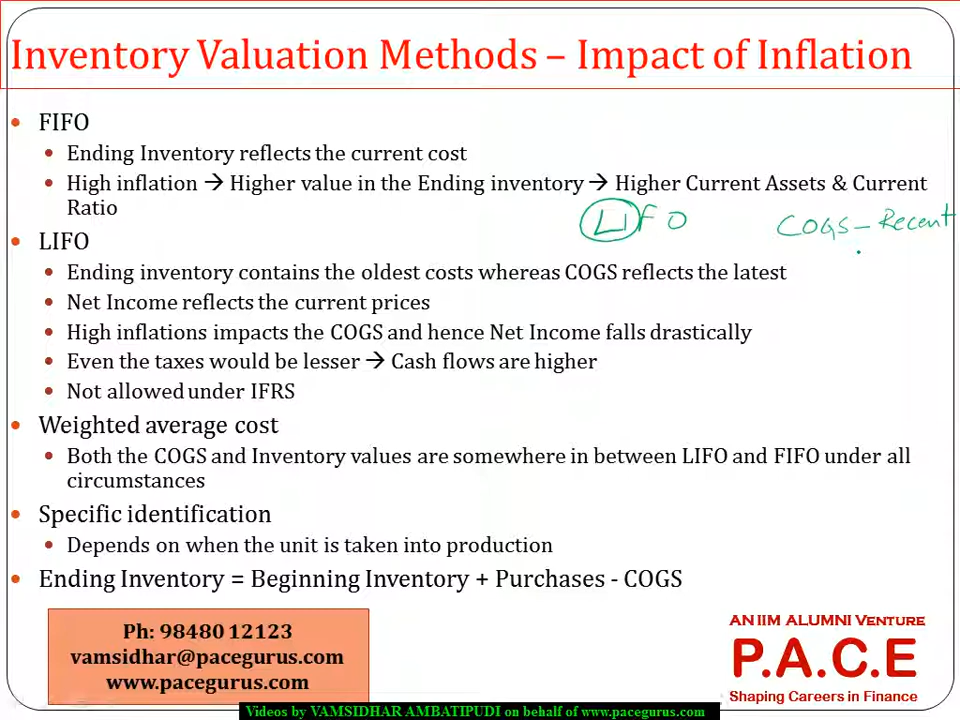 Inventory Valuation Methods – Impact of Inflation
• FIFO
• Ending Inventory reflects the current cost
• High inflation → Higher value in the Ending inventory → Higher Current Assets & Current
Ratio
LIFO
COGS – Recent
• LIFO
• Ending inventory contains the oldest costs whereas COGS reflects the latest
• Net Income reflects the current prices
• High inflations impacts the COGS and hence Net Income falls drastically
• Even the taxes would be lesser → Cash flows are higher
• Not allowed under IFRS
• Weighted average cost
• Both the COGS and Inventory values are somewhere in between LIFO and FIFO under all
circumstances
• Specific identification
• Depends on when the unit is taken into production
• Ending Inventory = Beginning Inventory + Purchases - COGS
Ph: 98480 12123
vamsidhar@pacegurus.com
www.pacegurus.com
AN IIM ALUMNI VENTURE
P.A.C.E
Shaping Careers in Finance
Videos by VAMSIDHAR AMBATIPUDI on behalf of www.pacegurus.com